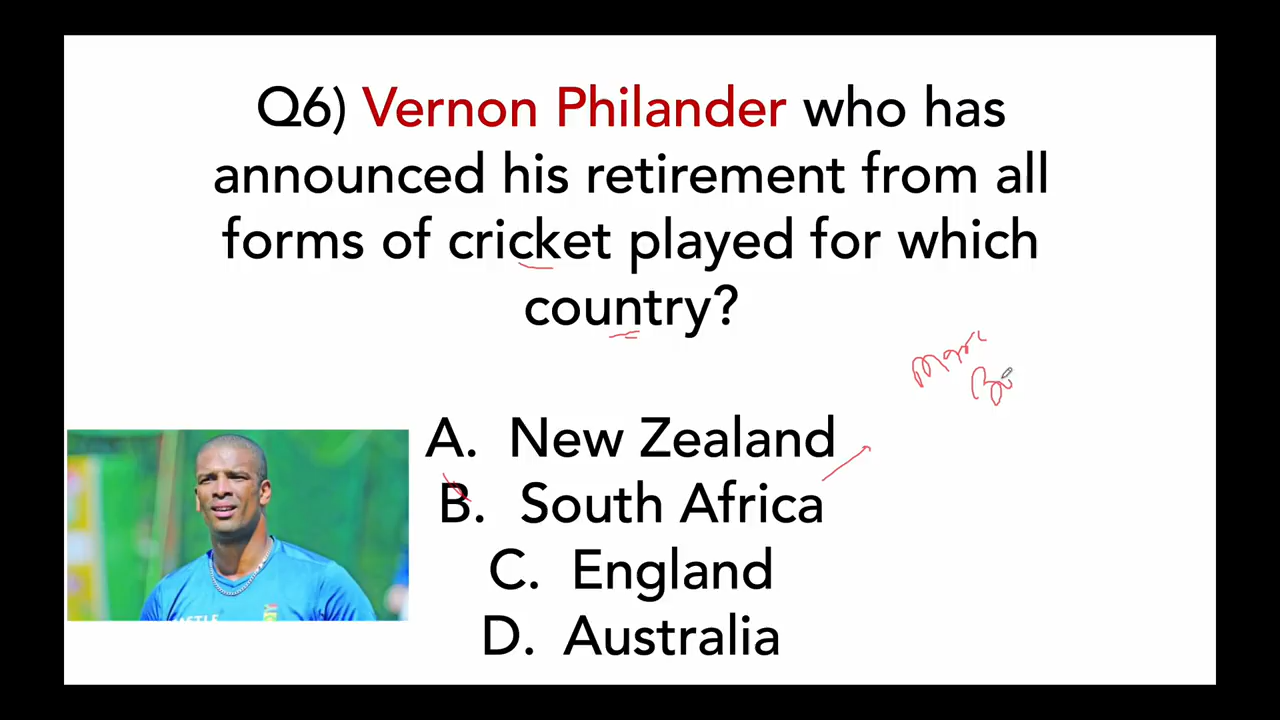 Q6) Vernon Philander who has
announced his retirement from all
forms of cricket played for which
country?
A. New Zealand
B. South Africa
C. England
D. Australia